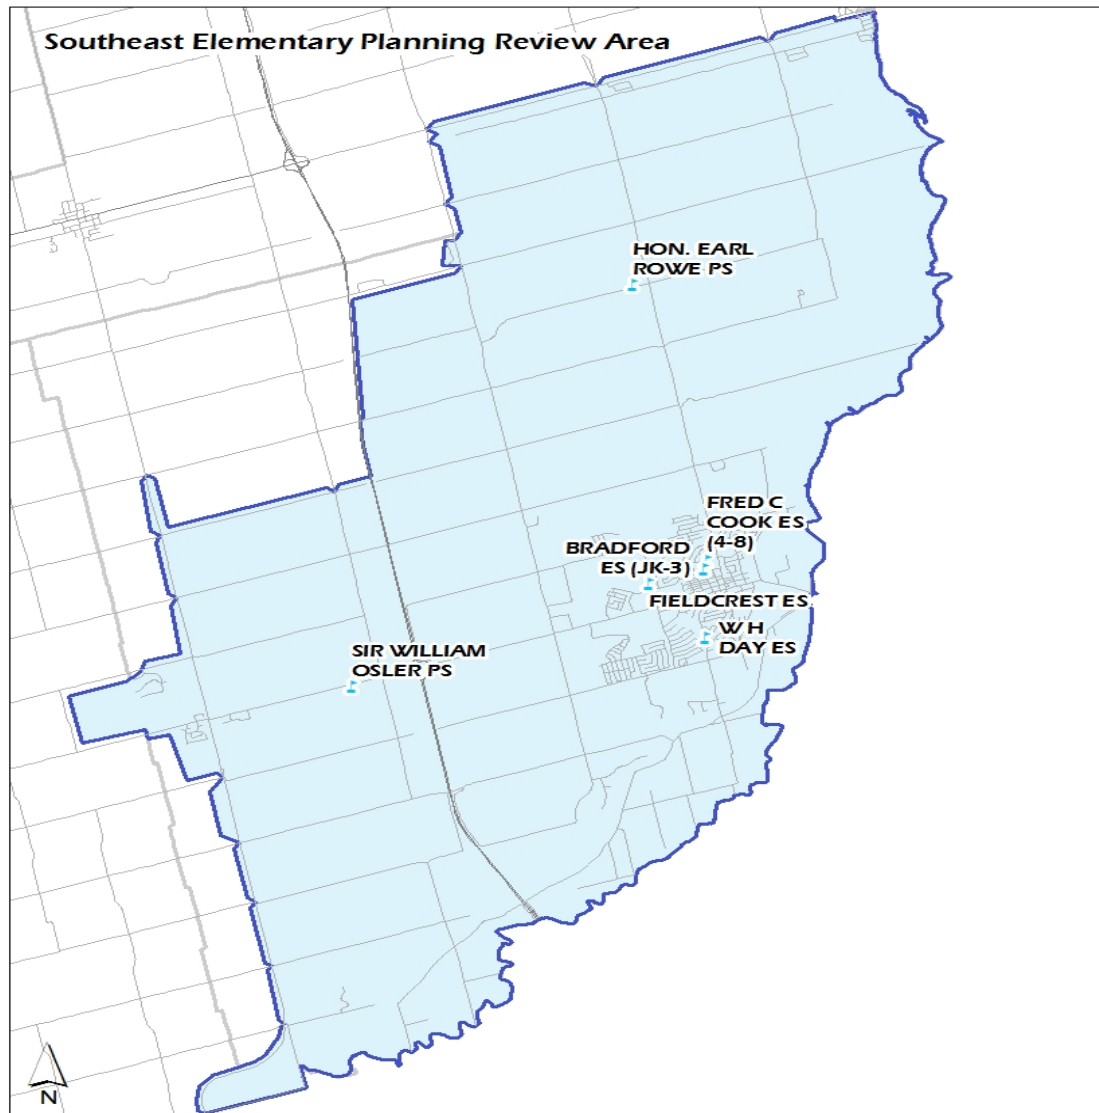 Southeast Elementary Planning Review Area
HON. EARL
ROWE PS
FRED C
COOK ES
(4-8)
BRADFORD
ES (JK-3)
FIELDCREST ES
W H
DAY ES
SIR WILLIAM
OSLER PS
N